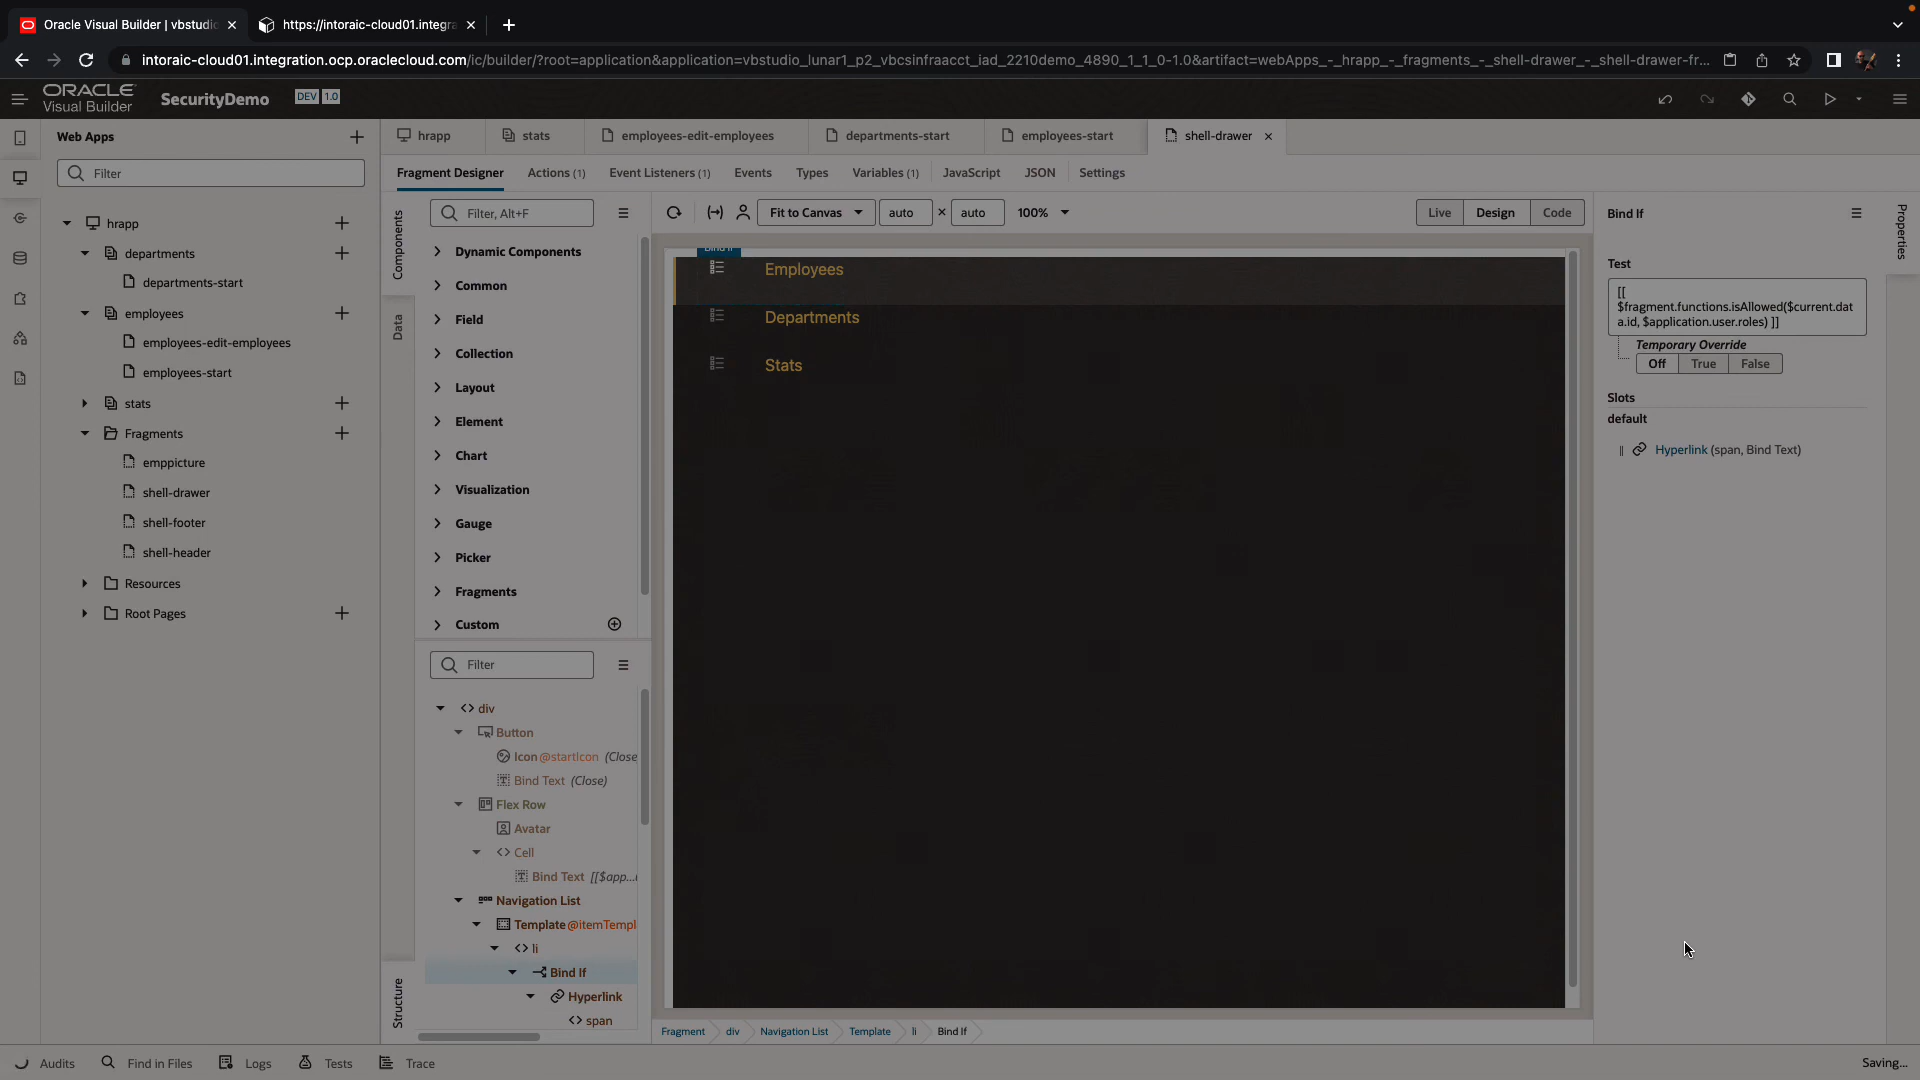 Oracle Visual Builder | vbstudio
https://intoraic-cloud01.integra
intoraic-cloud01.integration.ocp.oraclecloud.com/ic/builder/?root=application&application=vbstudio_lunar1_p2_vbcsinfraacct_iad_2210demo_4890_1_1_0-1.0&artifact=webApps_-_hrapp_-_fragments_-_shell-drawer_-_shell-drawer-fr...
ORACLE
Visual Builder
SecurityDemo
DEV 1.0
Web Apps
hrapp
stats
employees-edit-employees
departments-start
employees-start
shell-drawer
Filter
Fragment Designer
Actions (1)
Event Listeners (1)
Events
Types
Variables (1)
JavaScript
JSON
Settings
hrapp
departments
departments-start
employees
employees-edit-employees
employees-start
stats
Fragments
emppicture
shell-drawer
shell-footer
shell-header
Resources
Root Pages
Components
Data
Structure
Filter, Alt+F
Dynamic Components
Common
Field
Collection
Layout
Element
Chart
Visualization
Gauge
Picker
Fragments
Custom
Filter
div
Button
Icon @startIcon (Close
Bind Text (Close)
Flex Row
Avatar
Cell
Bind Text [[$app...
Navigation List
Template @itemTempl
li
Bind If
Hyperlink
span
Fit to Canvas
auto
auto
100%
Live
Design
Code
Bind If
Employees
Departments
Stats
Fragment
div
Navigation List
Template
li
Bind If
Bind If
Properties
Test
[[
$fragment.functions.isAllowed($current.dat
a.id, $application.user.roles) ]]
Temporary Override
Off
True
False
Slots
default
Hyperlink (span, Bind Text)
Audits
Find in Files
Logs
Tests
Trace
Saving...